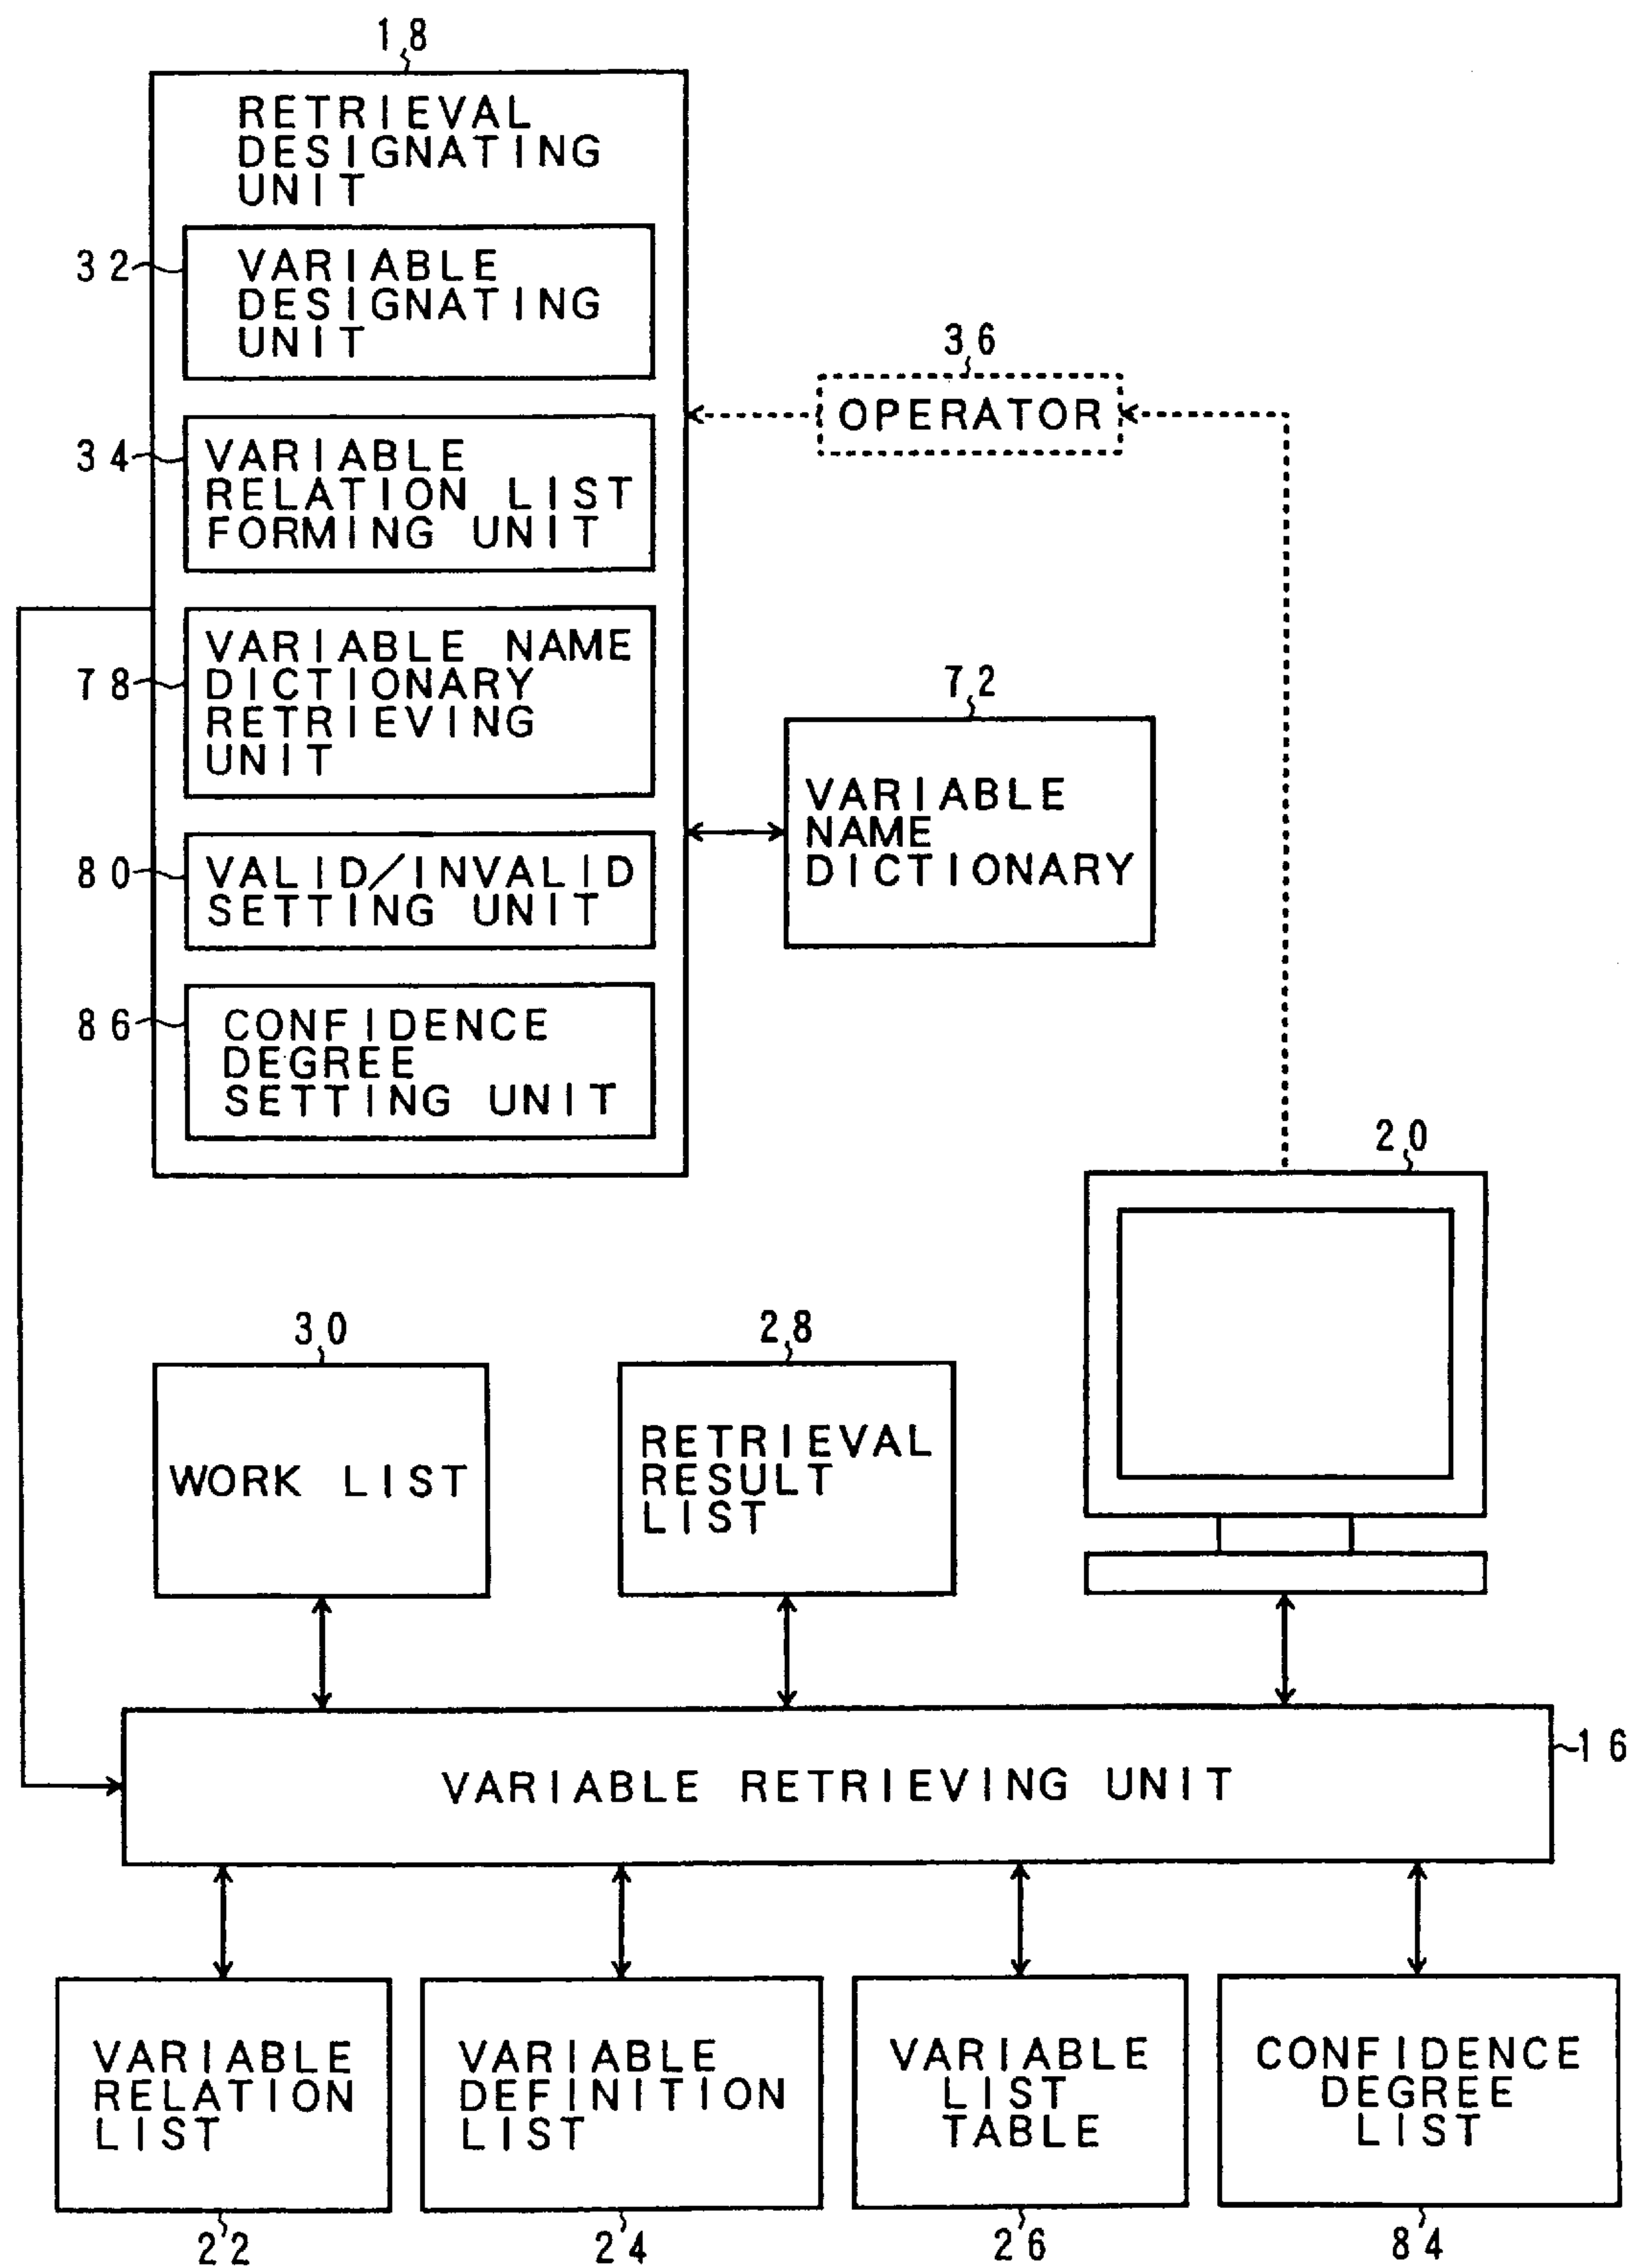 18
RETRIEVAL
DESIGNATING
UNIT
32
VARIABLE
DESIGNATING
UNIT
36
OPERATOR
34
VARIABLE
RELATION LIST
FORMING UNIT
78
VARIABLE NAME
DICTIONARY
RETRIEVING
UNIT
72
VARIABLE
NAME
DICTIONARY
80
VALID/INVALID
SETTING UNIT
86
CONFIDENCE
DEGREE
SETTING UNIT
20
30
WORK LIST
28
RETRIEVAL
RESULT
LIST
16
VARIABLE RETRIEVING UNIT
VARIABLE
RELATION
LIST
22
VARIABLE
DEFINITION
LIST
24
VARIABLE
LIST
TABLE
26
CONFIDENCE
DEGREE
LIST
84